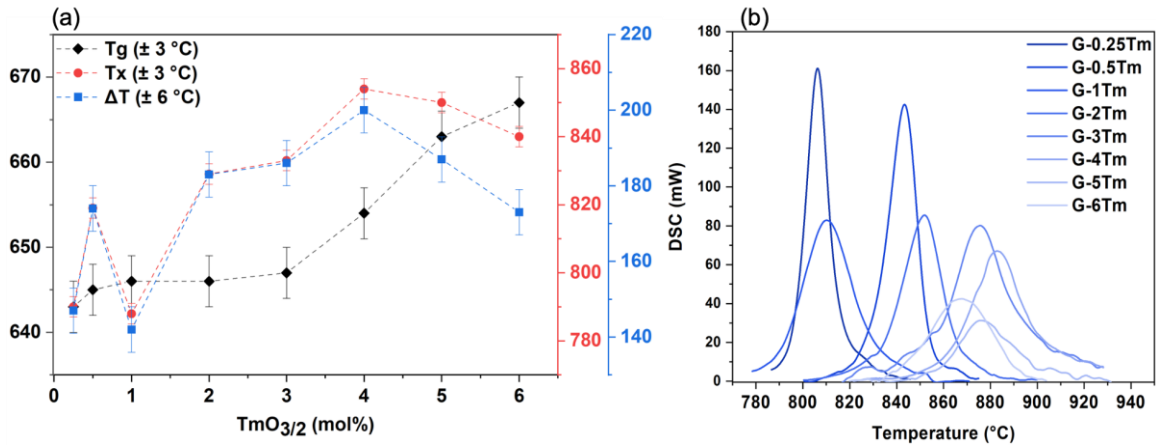 (a)
Tg (± 3 °C)
Tx (± 3 °C)
ΔT (± 6 °C)
670
660
650
640
0 1 2 3 4 5 6
TmO3/2 (mol%)
860
840
820
800
780
220
200
180
160
140
(b)
G-0.25Tm
G-0.5Tm
G-1Tm
G-2Tm
G-3Tm
G-4Tm
G-5Tm
G-6Tm
DSC (mW)
180
160
140
120
100
80
60
40
20
0
780 800 820 840 860 880 900 920 940
Temperature (°C)